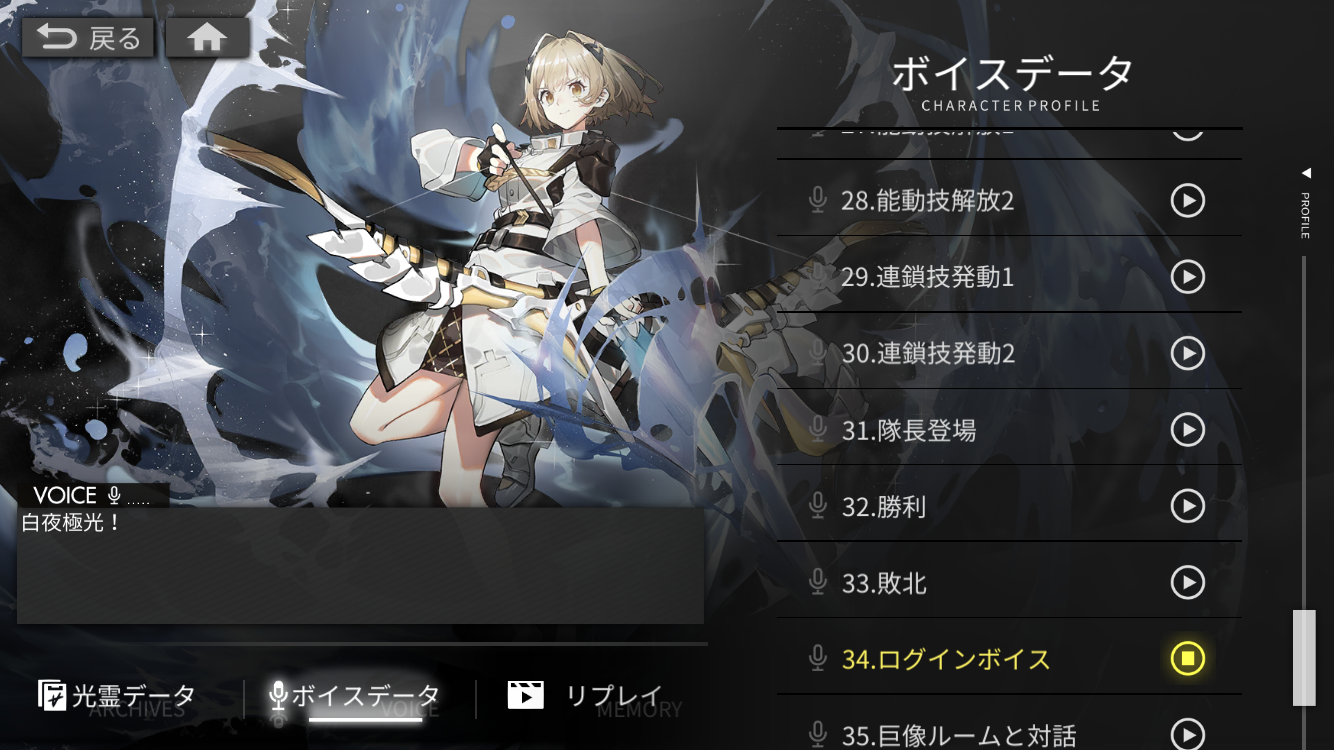 戻る
ボイスデータ
CHARACTER PROFILE
28.能動技解放2
29.連鎖技発動1
30.連鎖技発動2
31.隊長登場
32.勝利
33.敗北
34.ログインボイス
35.巨像ルームと対話
PROFILE
VOICE .....
白夜極光！
光霊データ
ARCHIVES
ボイスデータ
VOICE
リプレイ
MEMORY